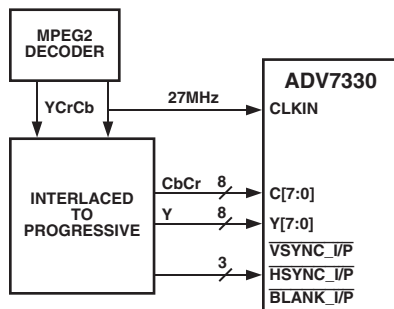 MPEG2
DECODER
YCrCb
27MHz
ADV7330
CLKIN
INTERLACED
TO
PROGRESSIVE
CbCr 8
C[7:0]
Y 8
Y[7:0]
VSYNC_I/P
3
HSYNC_I/P
BLANK_I/P